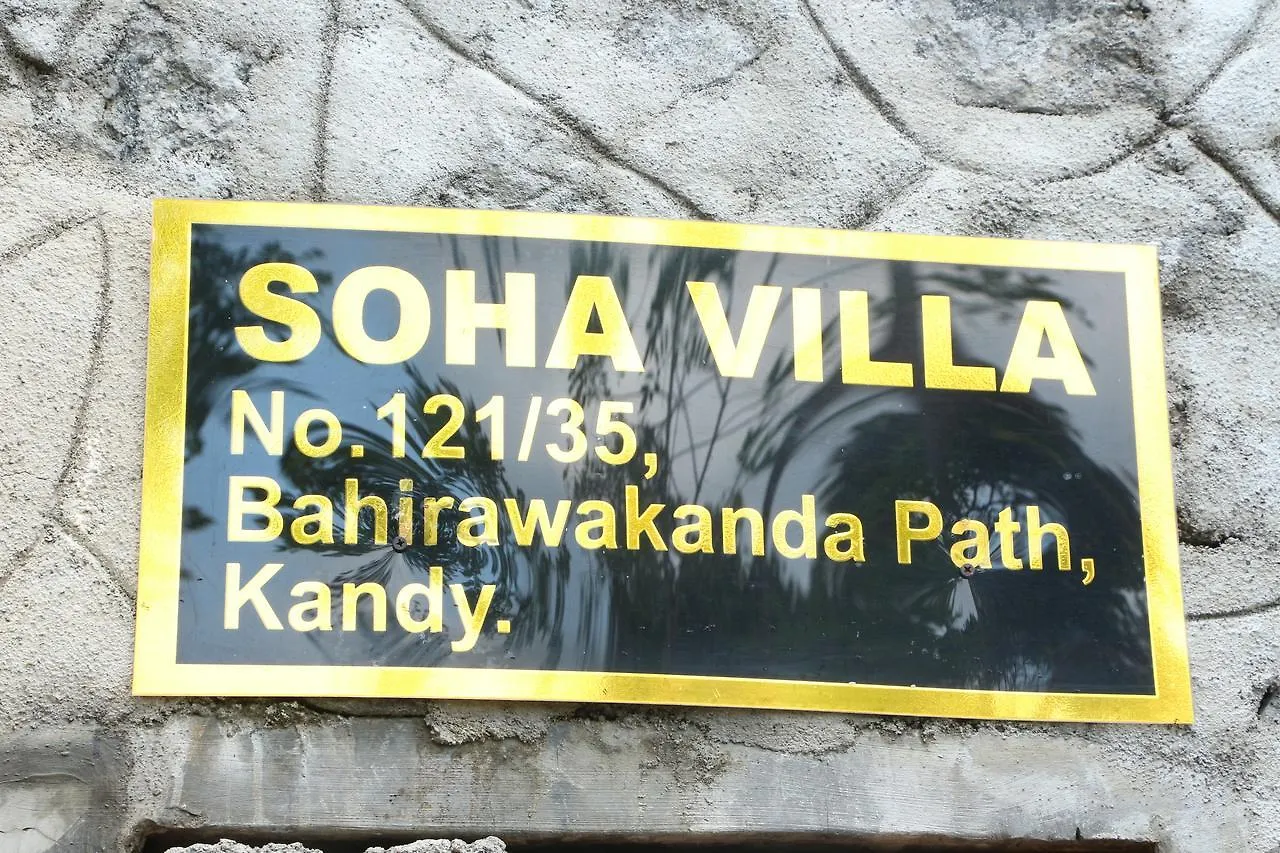 SOHA VILLA
No.121/35,
Bahirawakanda Path,
Kandy.